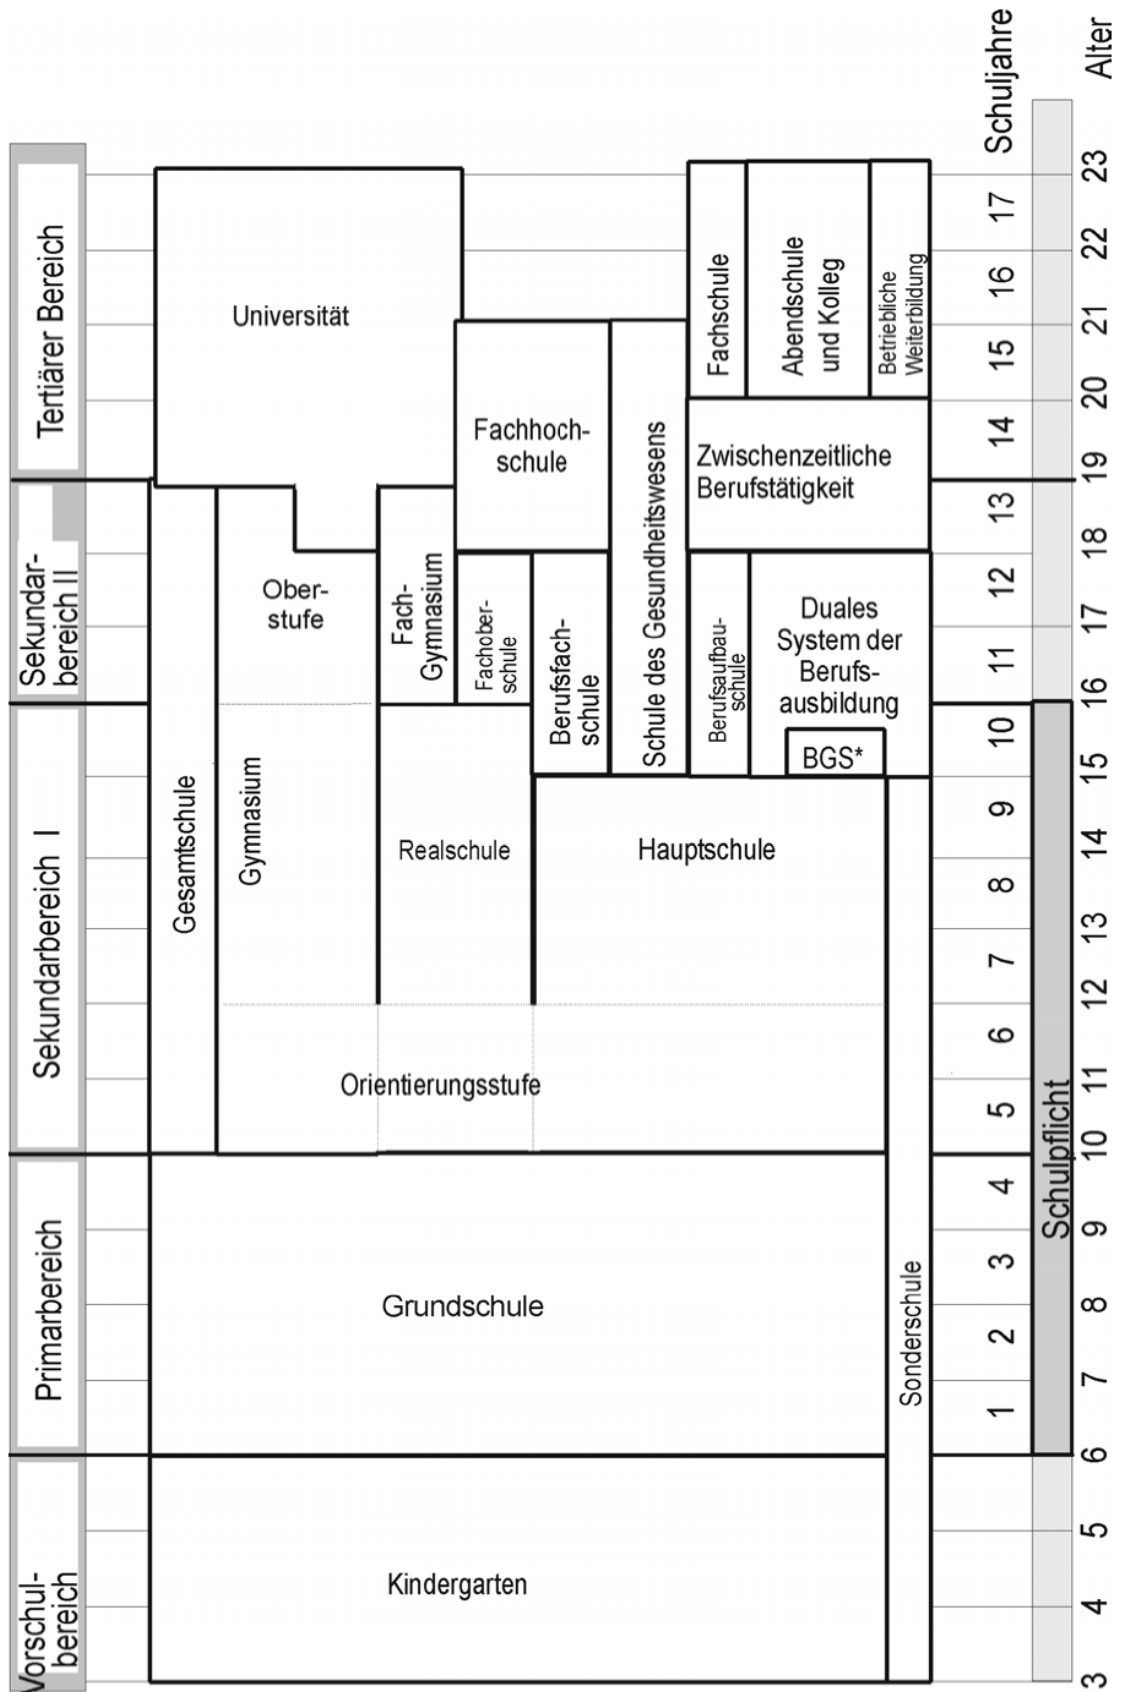 Schuljahre
Alter
Tertiärer Bereich
Sekundar-
bereich II
Sekundarbereich I
Primarbereich
Vorschul-
bereich
Universität
Fachhoch-
schule
Fachschule
Abendschule
und Kolleg
Betriebliche
Weiterbildung
Zwischenzeitliche
Berufstätigkeit
Ober-
stufe
Fach-
Gymnasium
Fachober-
schule
Berufsfach-
schule
Schule des Gesundheitswesens
Berufsaufbau-
schule
Duales
System der
Berufs-
ausbildung
BGS*
Gesamtschule
Gymnasium
Realschule
Hauptschule
Orientierungsstufe
Grundschule
Sonderschule
Kindergarten
17
16
15
14
13
12
11
10
9
8
7
6
5
4
3
2
1
Schulpflicht
23
22
21
20
19
18
17
16
15
14
13
12
11
10
9
8
7
6
5
4
3